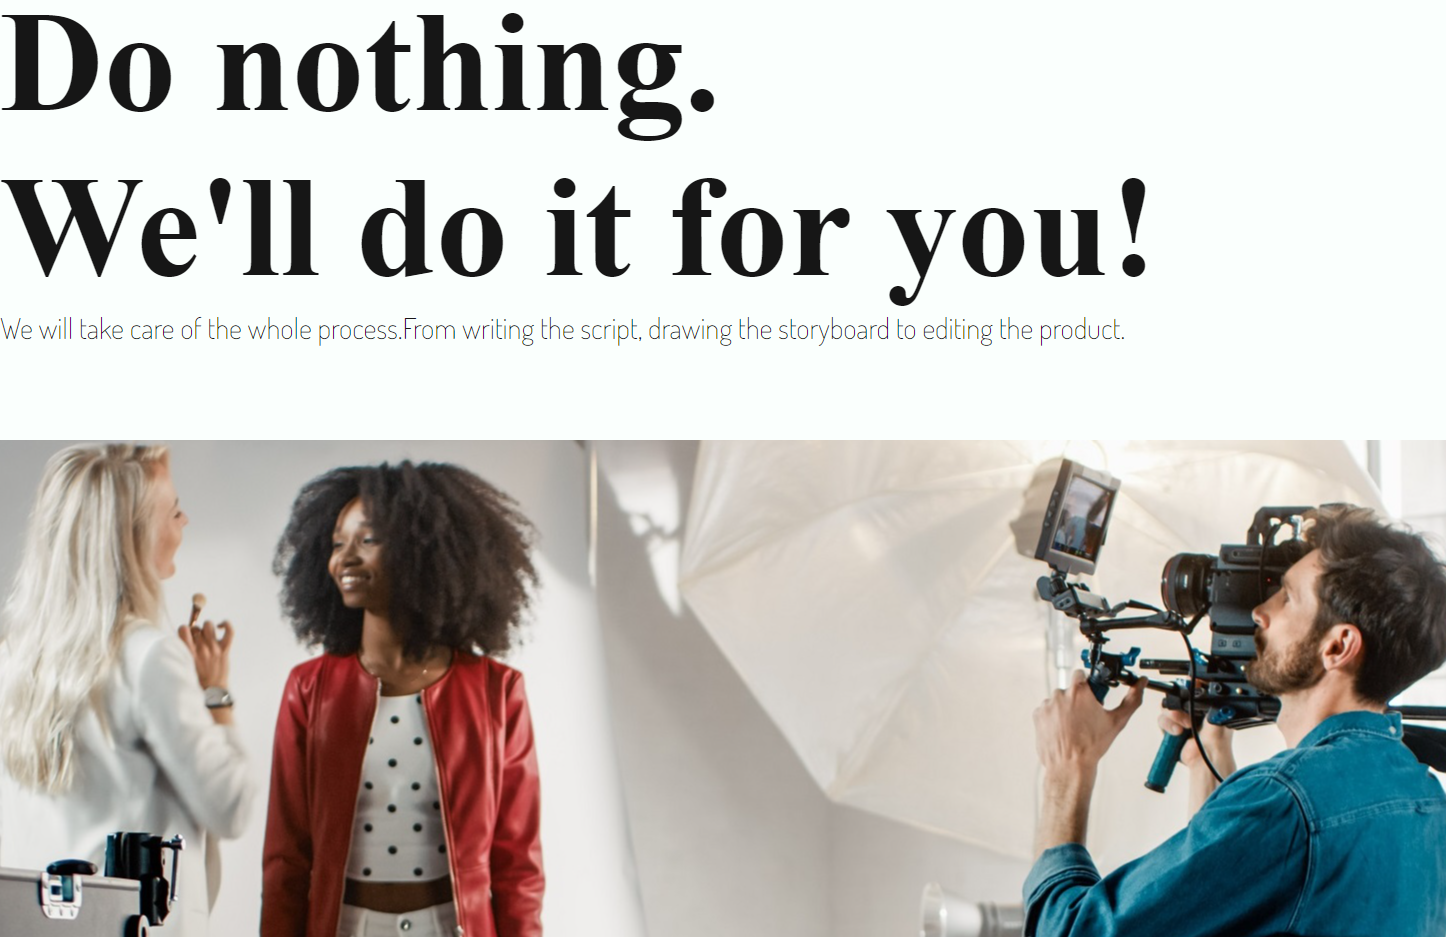 Do nothing.
We'll do it for you!
We will take care of the whole process.From writing the script, drawing the storyboard to editing the product.